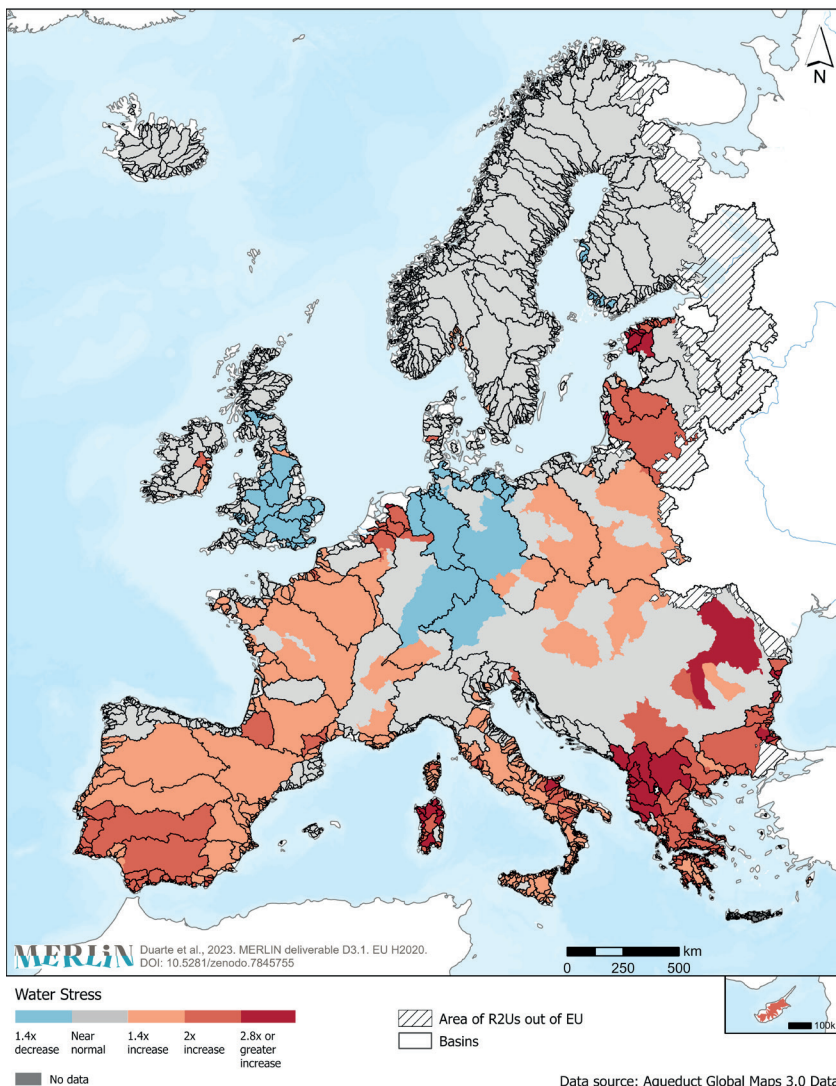 N
MERLiN
Duarte et al., 2023. MERLIN deliverable D3.1. EU H2020.
DOI: 10.5281/zenodo.7845755
km
0 250 500
Water Stress
1.4x decrease
Near normal
1.4x increase
2x increase
2.8x or greater increase
No data
Area of R2Us out of EU
Basins
100k
Data source: Aqueduct Global Maps 3.0 Data